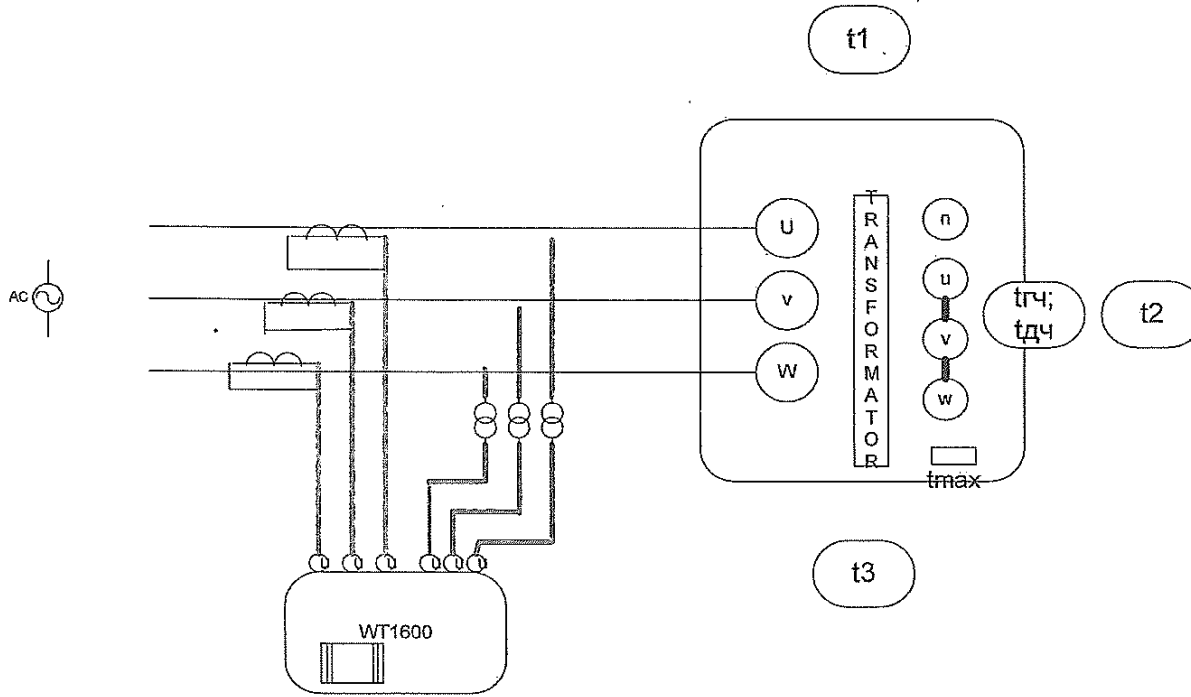 t1
TRANSFORMATOR
U
n
u
AC
v
tгч;
tдч
t2
v
W
w
tmax
t3
WT1600